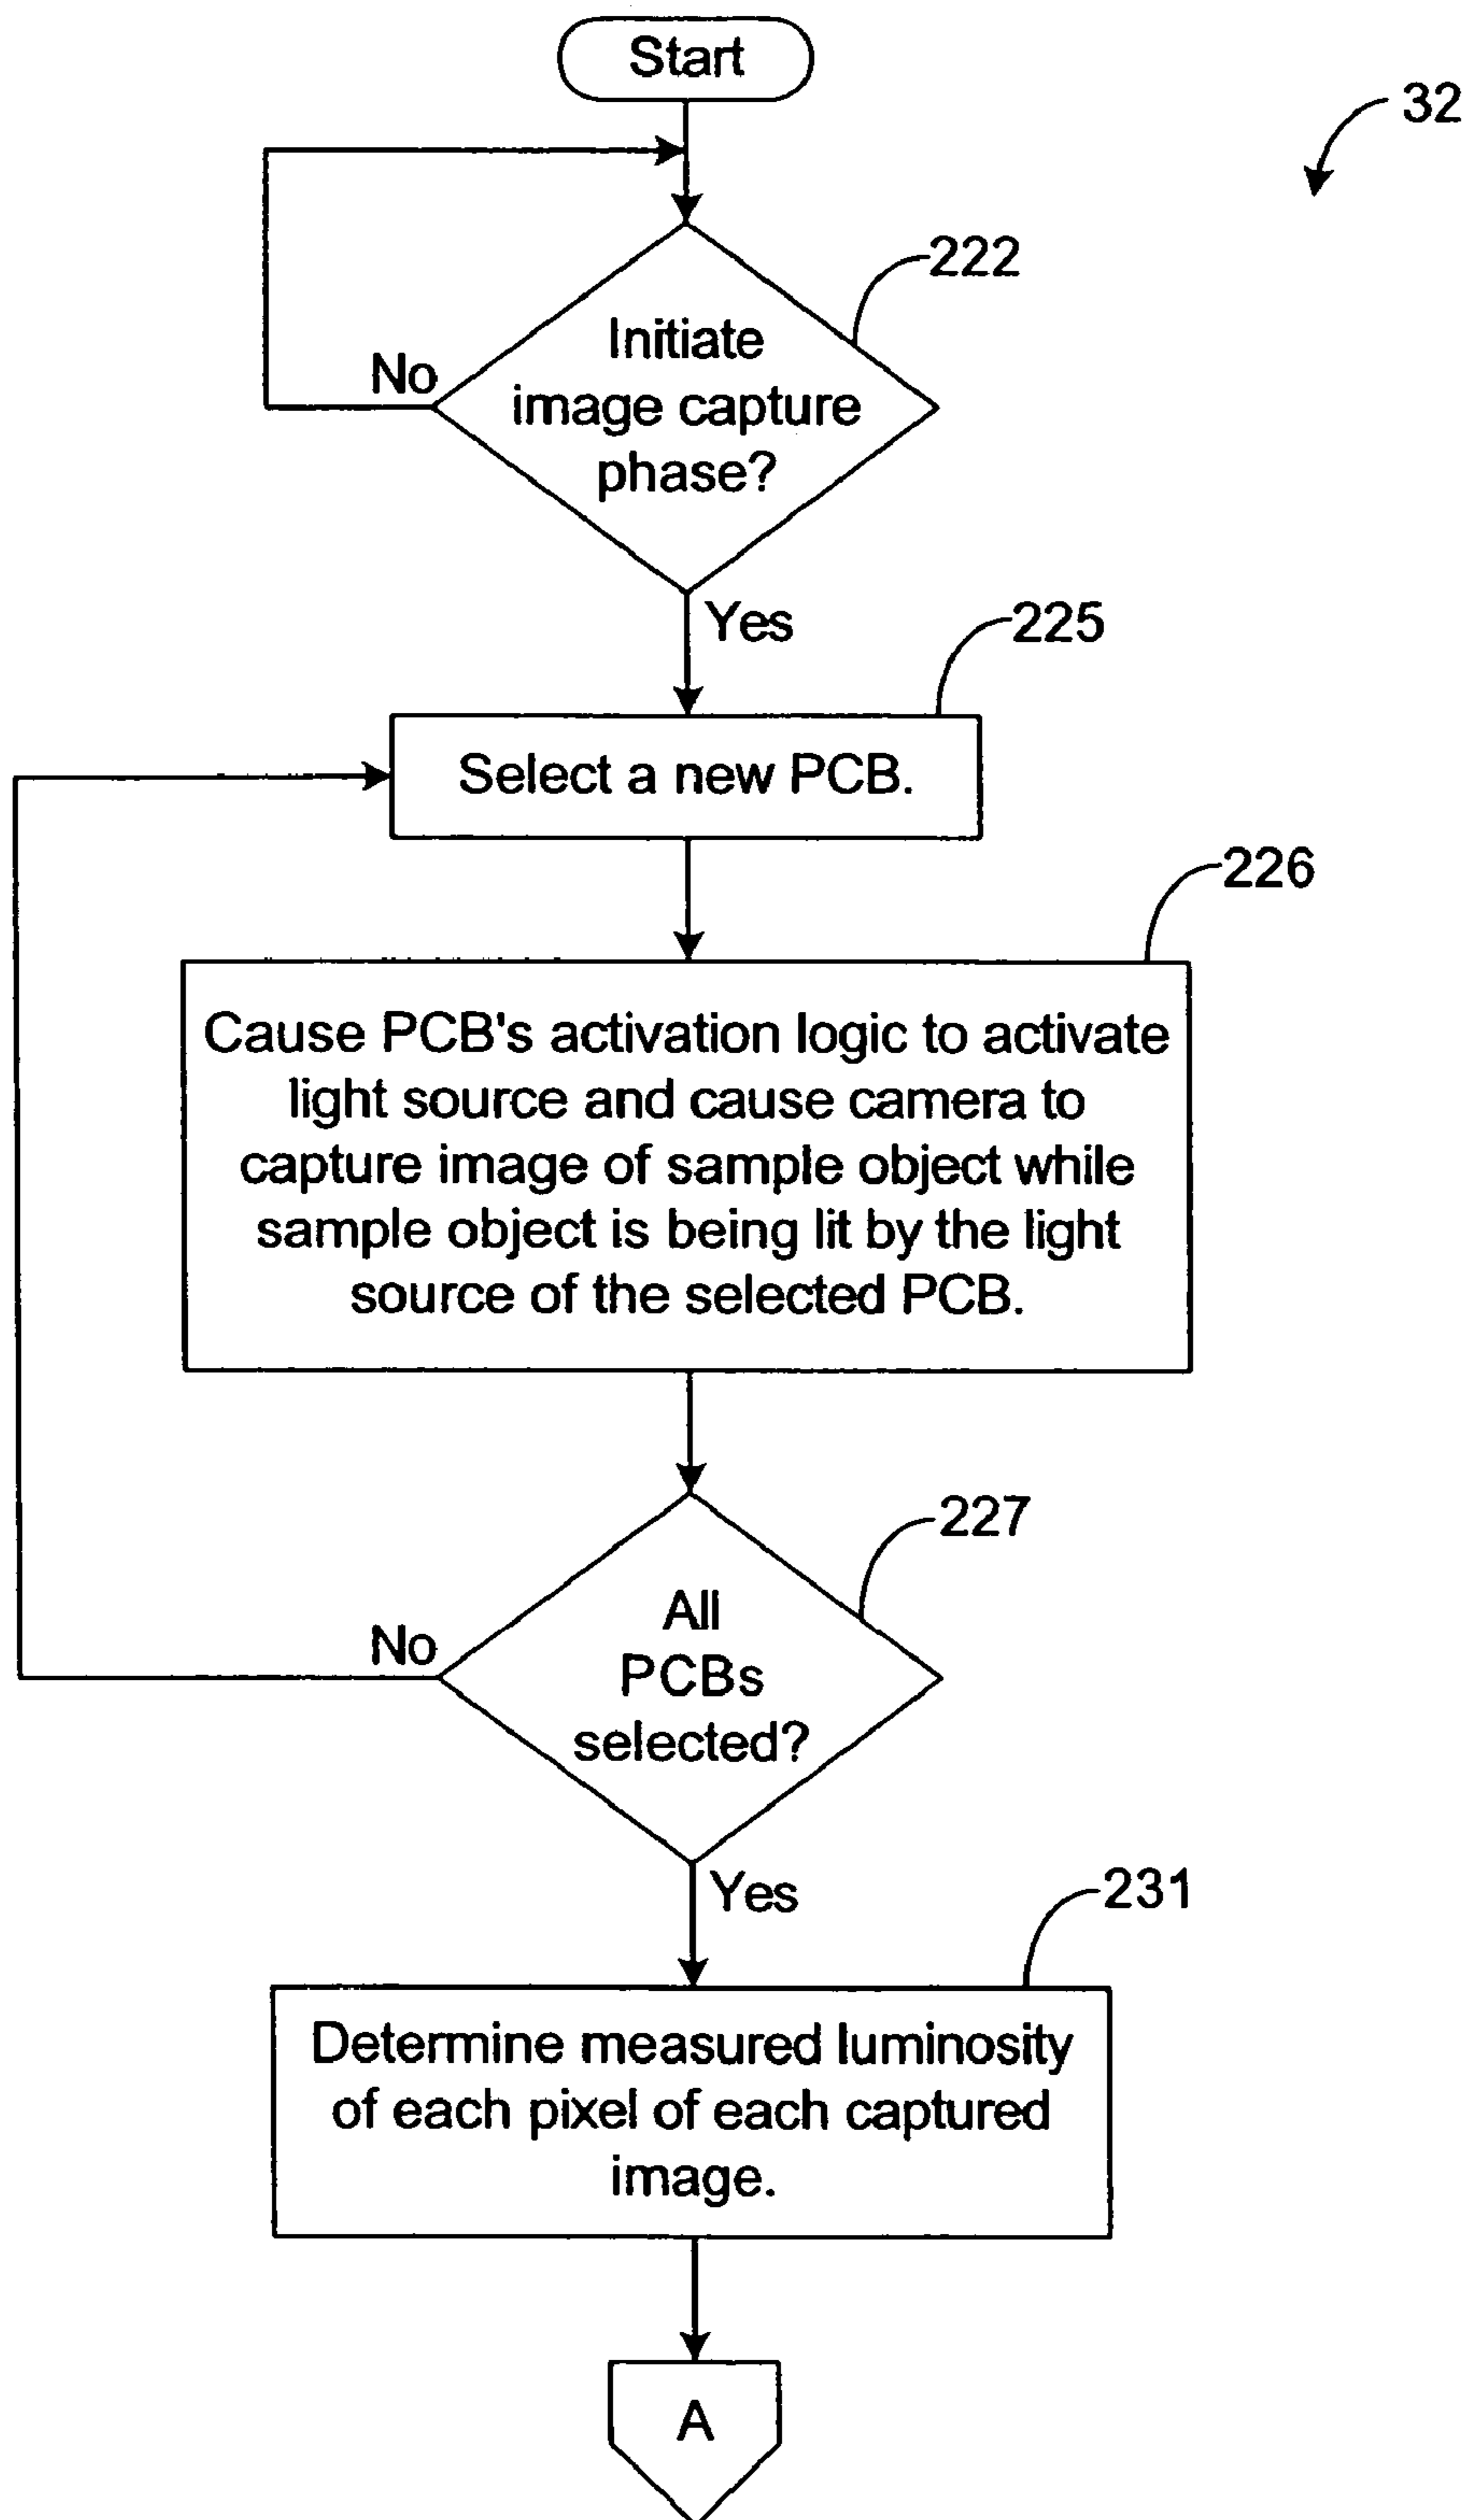 Start
32
222
Initiate
image capture
phase?
No
Yes
225
Select a new PCB.
226
Cause PCB's activation logic to activate
light source and cause camera to
capture image of sample object while
sample object is being lit by the light
source of the selected PCB.
227
All
PCBs
selected?
No
Yes
231
Determine measured luminosity
of each pixel of each captured
image.
A